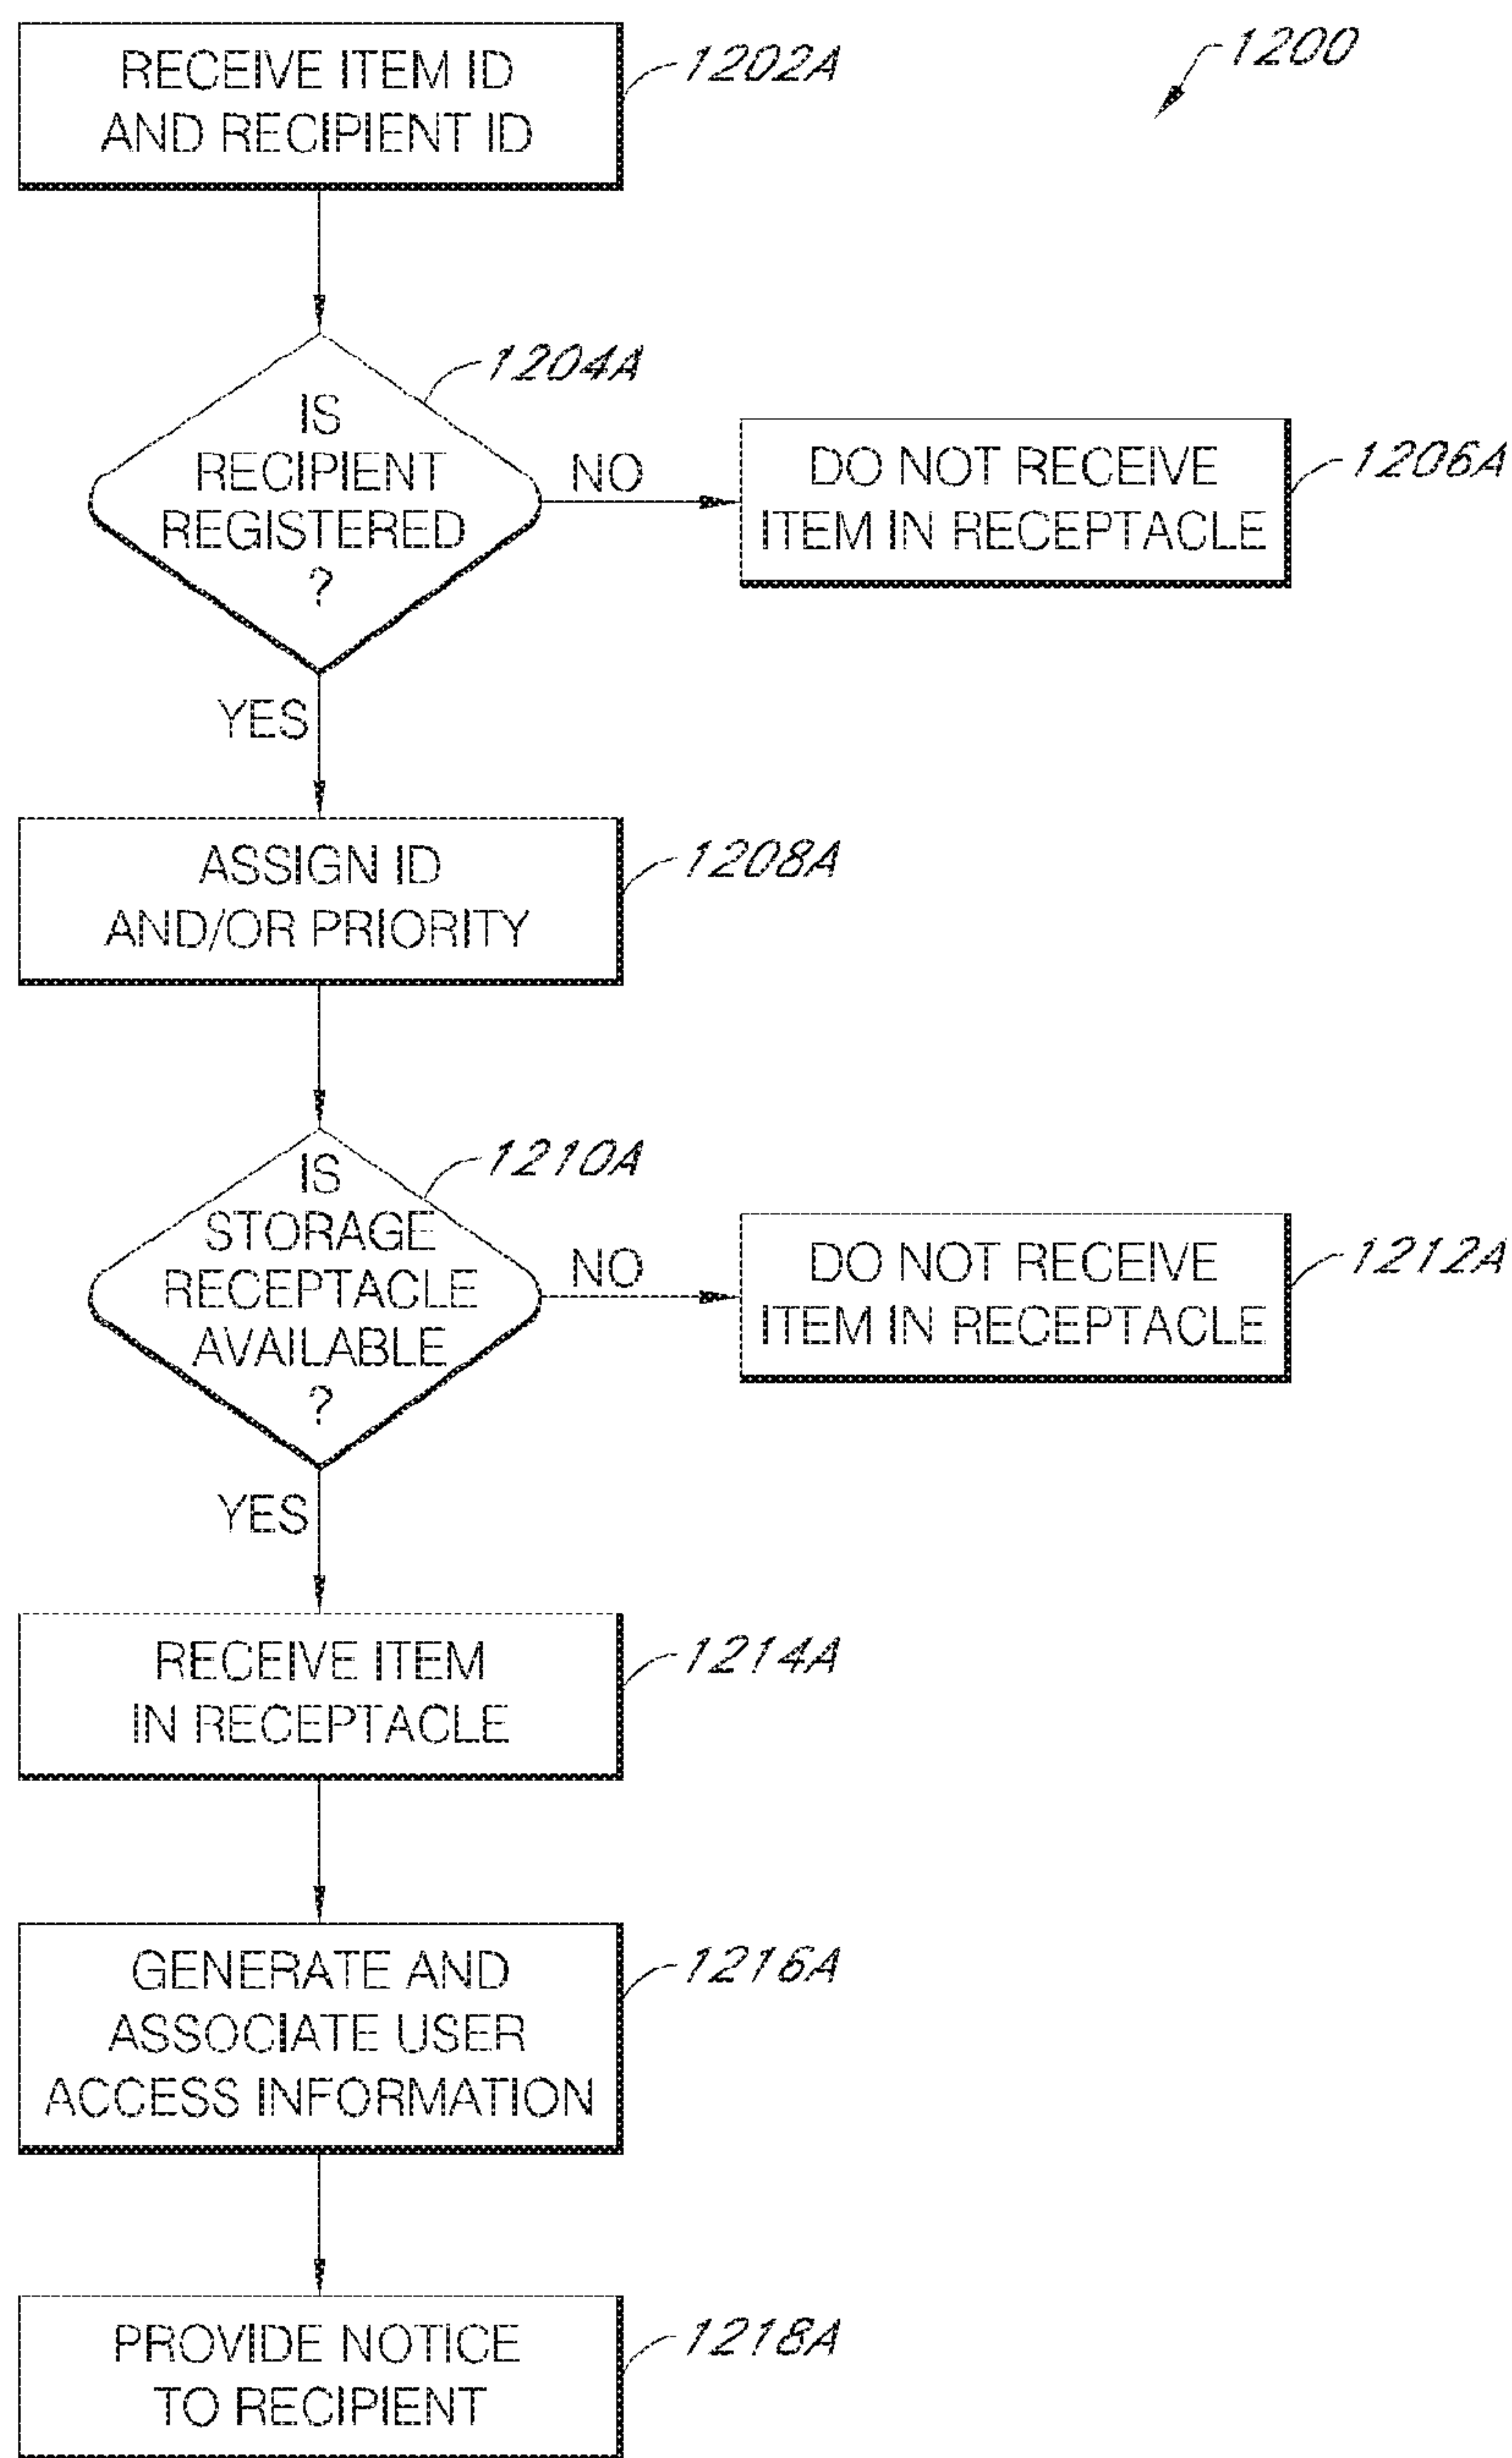 1200
RECEIVE ITEM ID
AND RECIPIENT ID
1202A
IS
RECIPIENT
REGISTERED
?
1204A
NO
DO NOT RECEIVE
ITEM IN RECEPTACLE
1206A
YES
ASSIGN ID
AND/OR PRIORITY
1208A
IS
STORAGE
RECEPTACLE
AVAILABLE
?
1210A
NO
DO NOT RECEIVE
ITEM IN RECEPTACLE
1212A
YES
RECEIVE ITEM
IN RECEPTACLE
1214A
GENERATE AND
ASSOCIATE USER
ACCESS INFORMATION
1216A
PROVIDE NOTICE
TO RECIPIENT
1218A